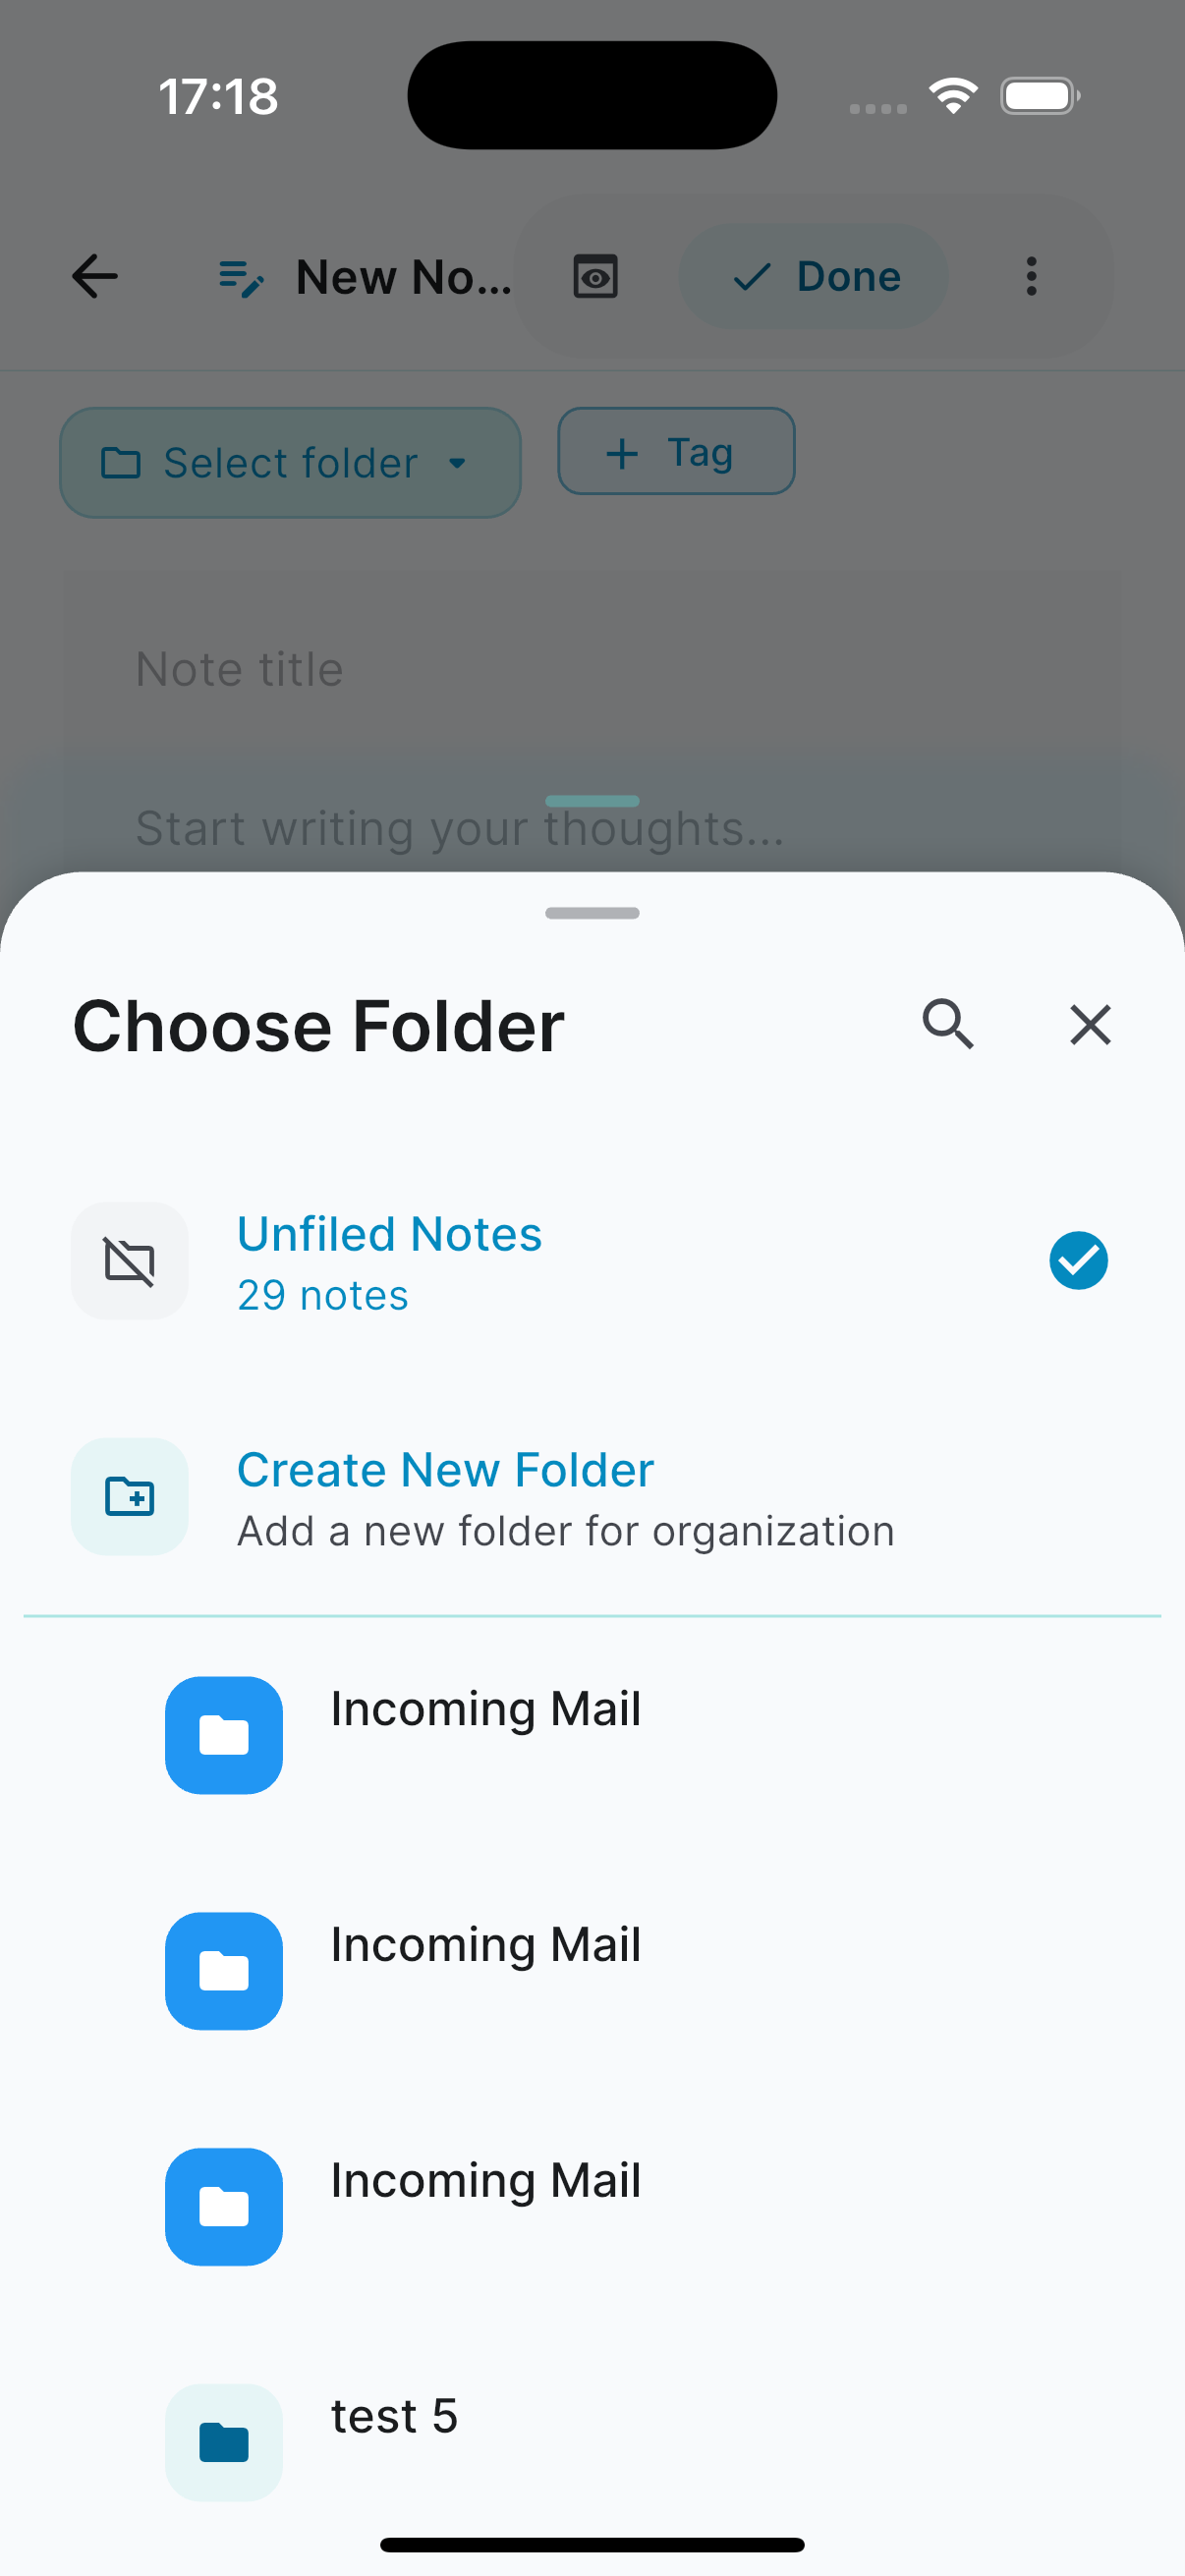 17:18
New No...
Done
Select folder
Tag
Note title
Start writing your thoughts...
Choose Folder
Unfiled Notes
29 notes
Create New Folder
Add a new folder for organization
Incoming Mail
Incoming Mail
Incoming Mail
test 5